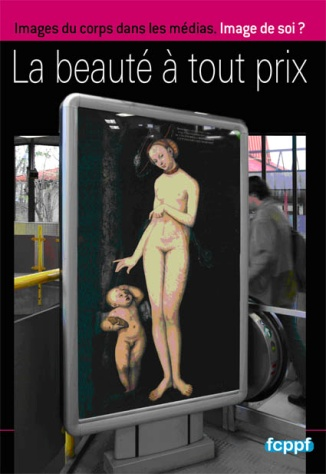 Images du corps dans les médias. Image de soi ?
La beauté à tout prix
fcppf